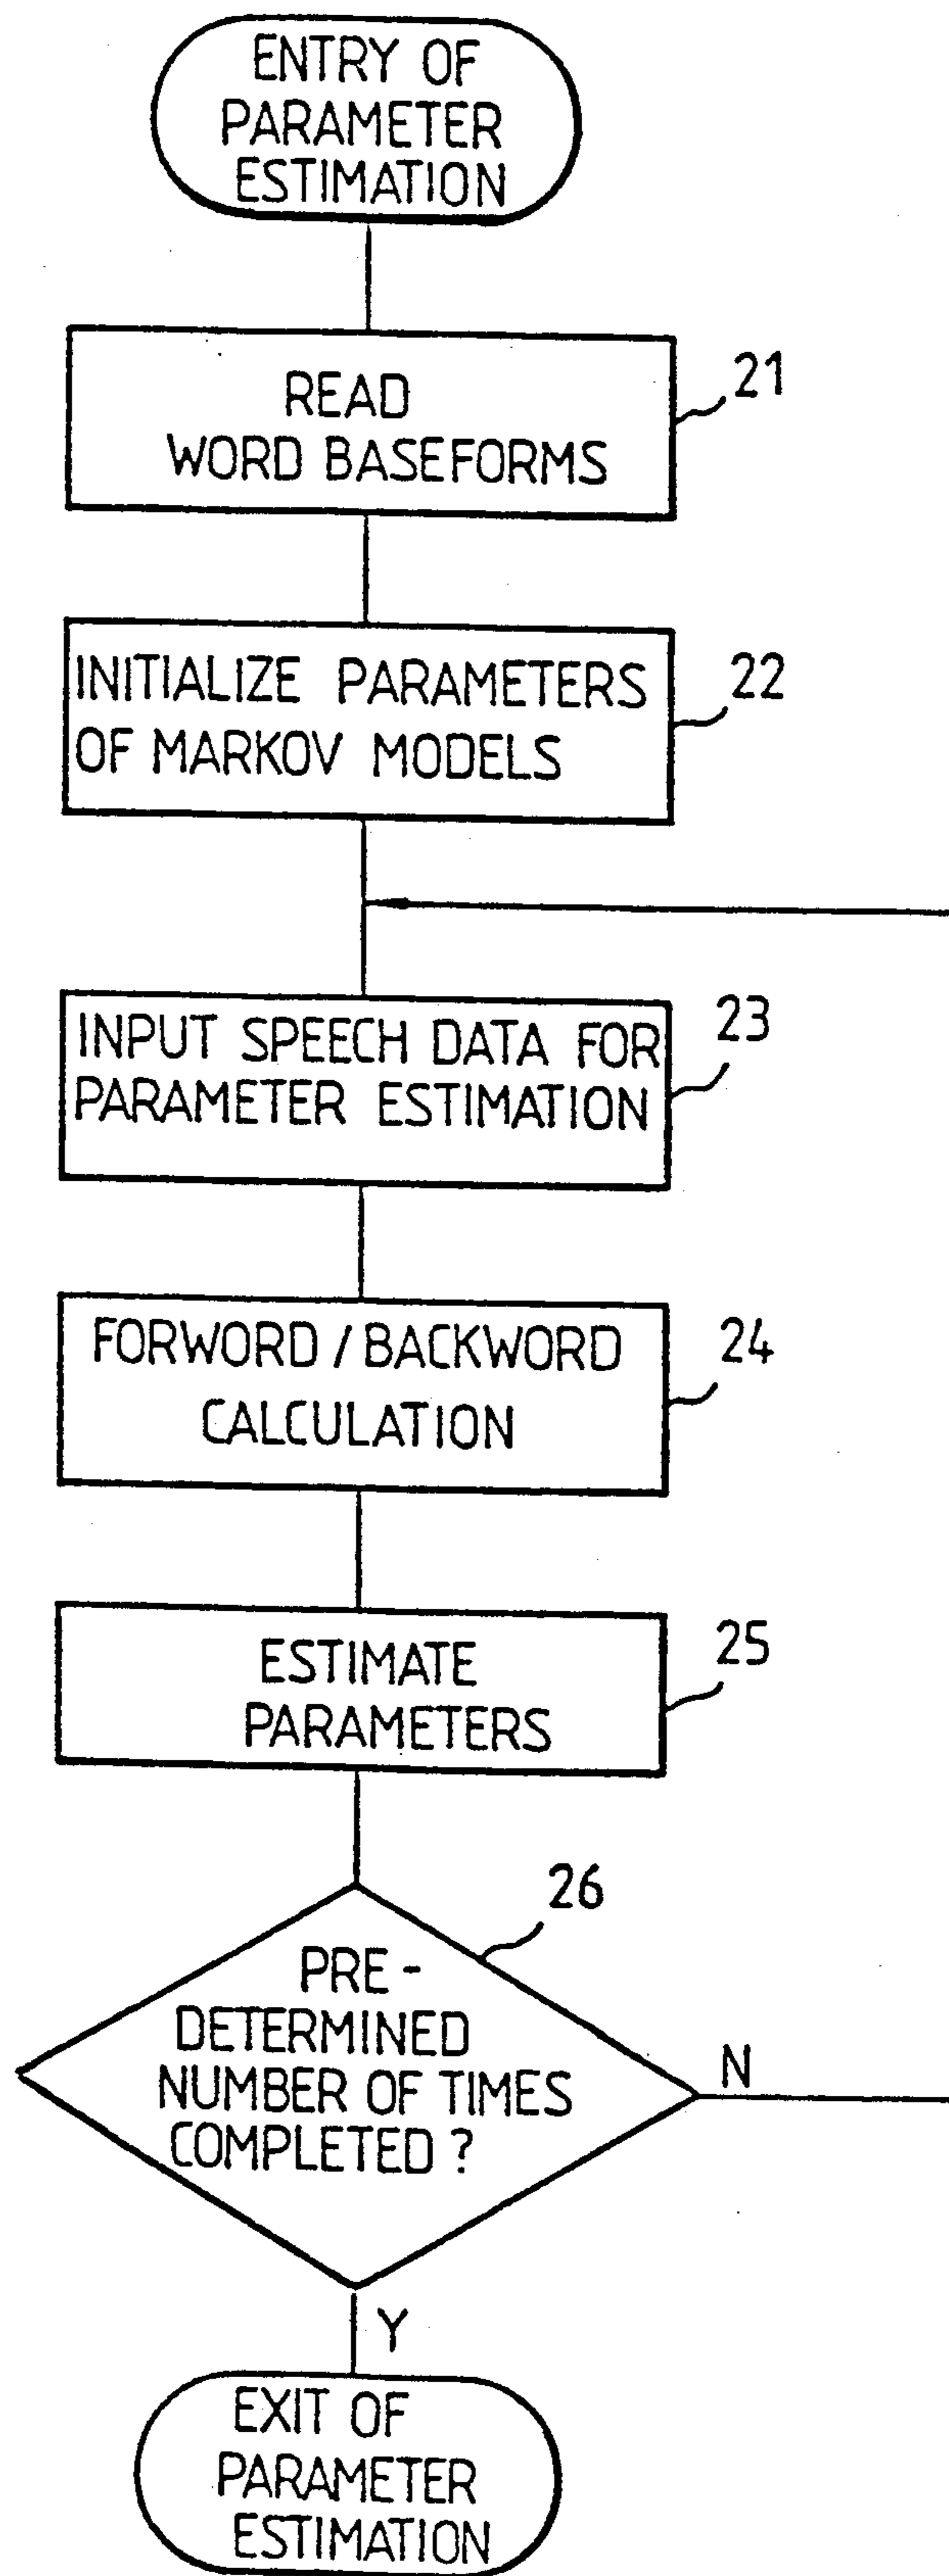 ENTRY OF
PARAMETER
ESTIMATION
READ
WORD BASEFORMS
21
INITIALIZE PARAMETERS
OF MARKOV MODELS
22
INPUT SPEECH DATA FOR
PARAMETER ESTIMATION
23
FORWORD / BACKWORD
CALCULATION
24
ESTIMATE
PARAMETERS
25
26
PRE-
DETERMINED
NUMBER OF TIMES
COMPLETED ?
N
Y
EXIT OF
PARAMETER
ESTIMATION